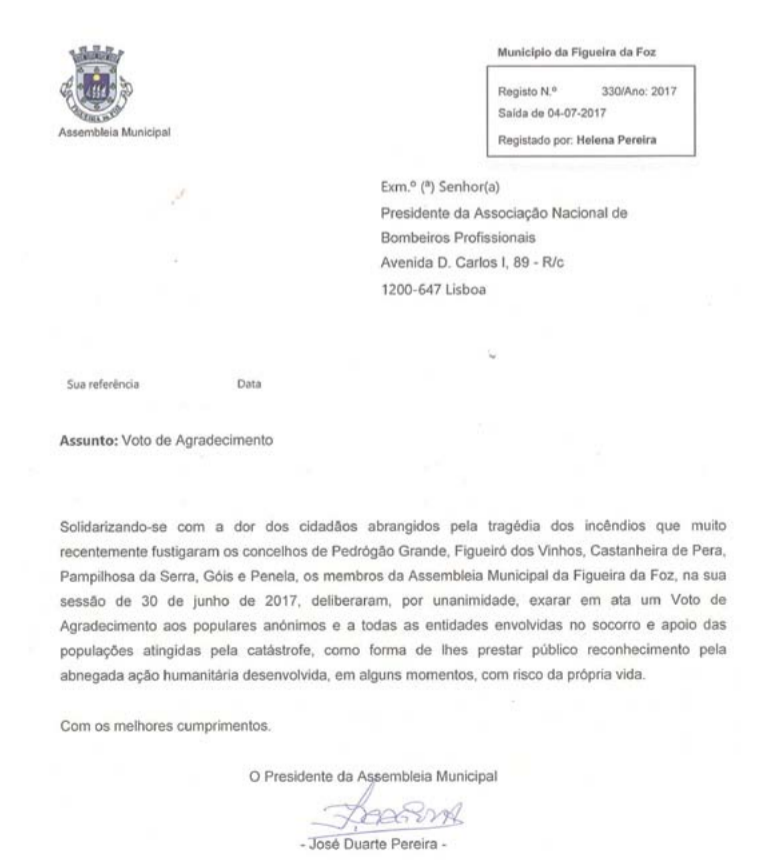 Município da Figueira da Foz
Registo N.º 330/Ano: 2017
Saída de 04-07-2017
Registado por: Helena Pereira
Assembleia Municipal
Exm.º (ª) Senhor(a)
Presidente da Associação Nacional de
Bombeiros Profissionais
Avenida D. Carlos I, 89 - R/c
1200-647 Lisboa
Sua referência Data
Assunto: Voto de Agradecimento
Solidarizando-se com a dor dos cidadãos abrangidos pela tragédia dos incêndios que muito
recentemente fustigaram os concelhos de Pedrógão Grande, Figueiró dos Vinhos, Castanheira de Pera,
Pampilhosa da Serra, Góis e Penela, os membros da Assembleia Municipal da Figueira da Foz, na sua
sessão de 30 de junho de 2017, deliberaram, por unanimidade, exarar em ata um Voto de
Agradecimento aos populares anónimos e a todas as entidades envolvidas no socorro e apoio das
populações atingidas pela catástrofe, como forma de lhes prestar público reconhecimento pela
abnegada ação humanitária desenvolvida, em alguns momentos, com risco da própria vida.
Com os melhores cumprimentos.
O Presidente da Assembleia Municipal
- José Duarte Pereira -